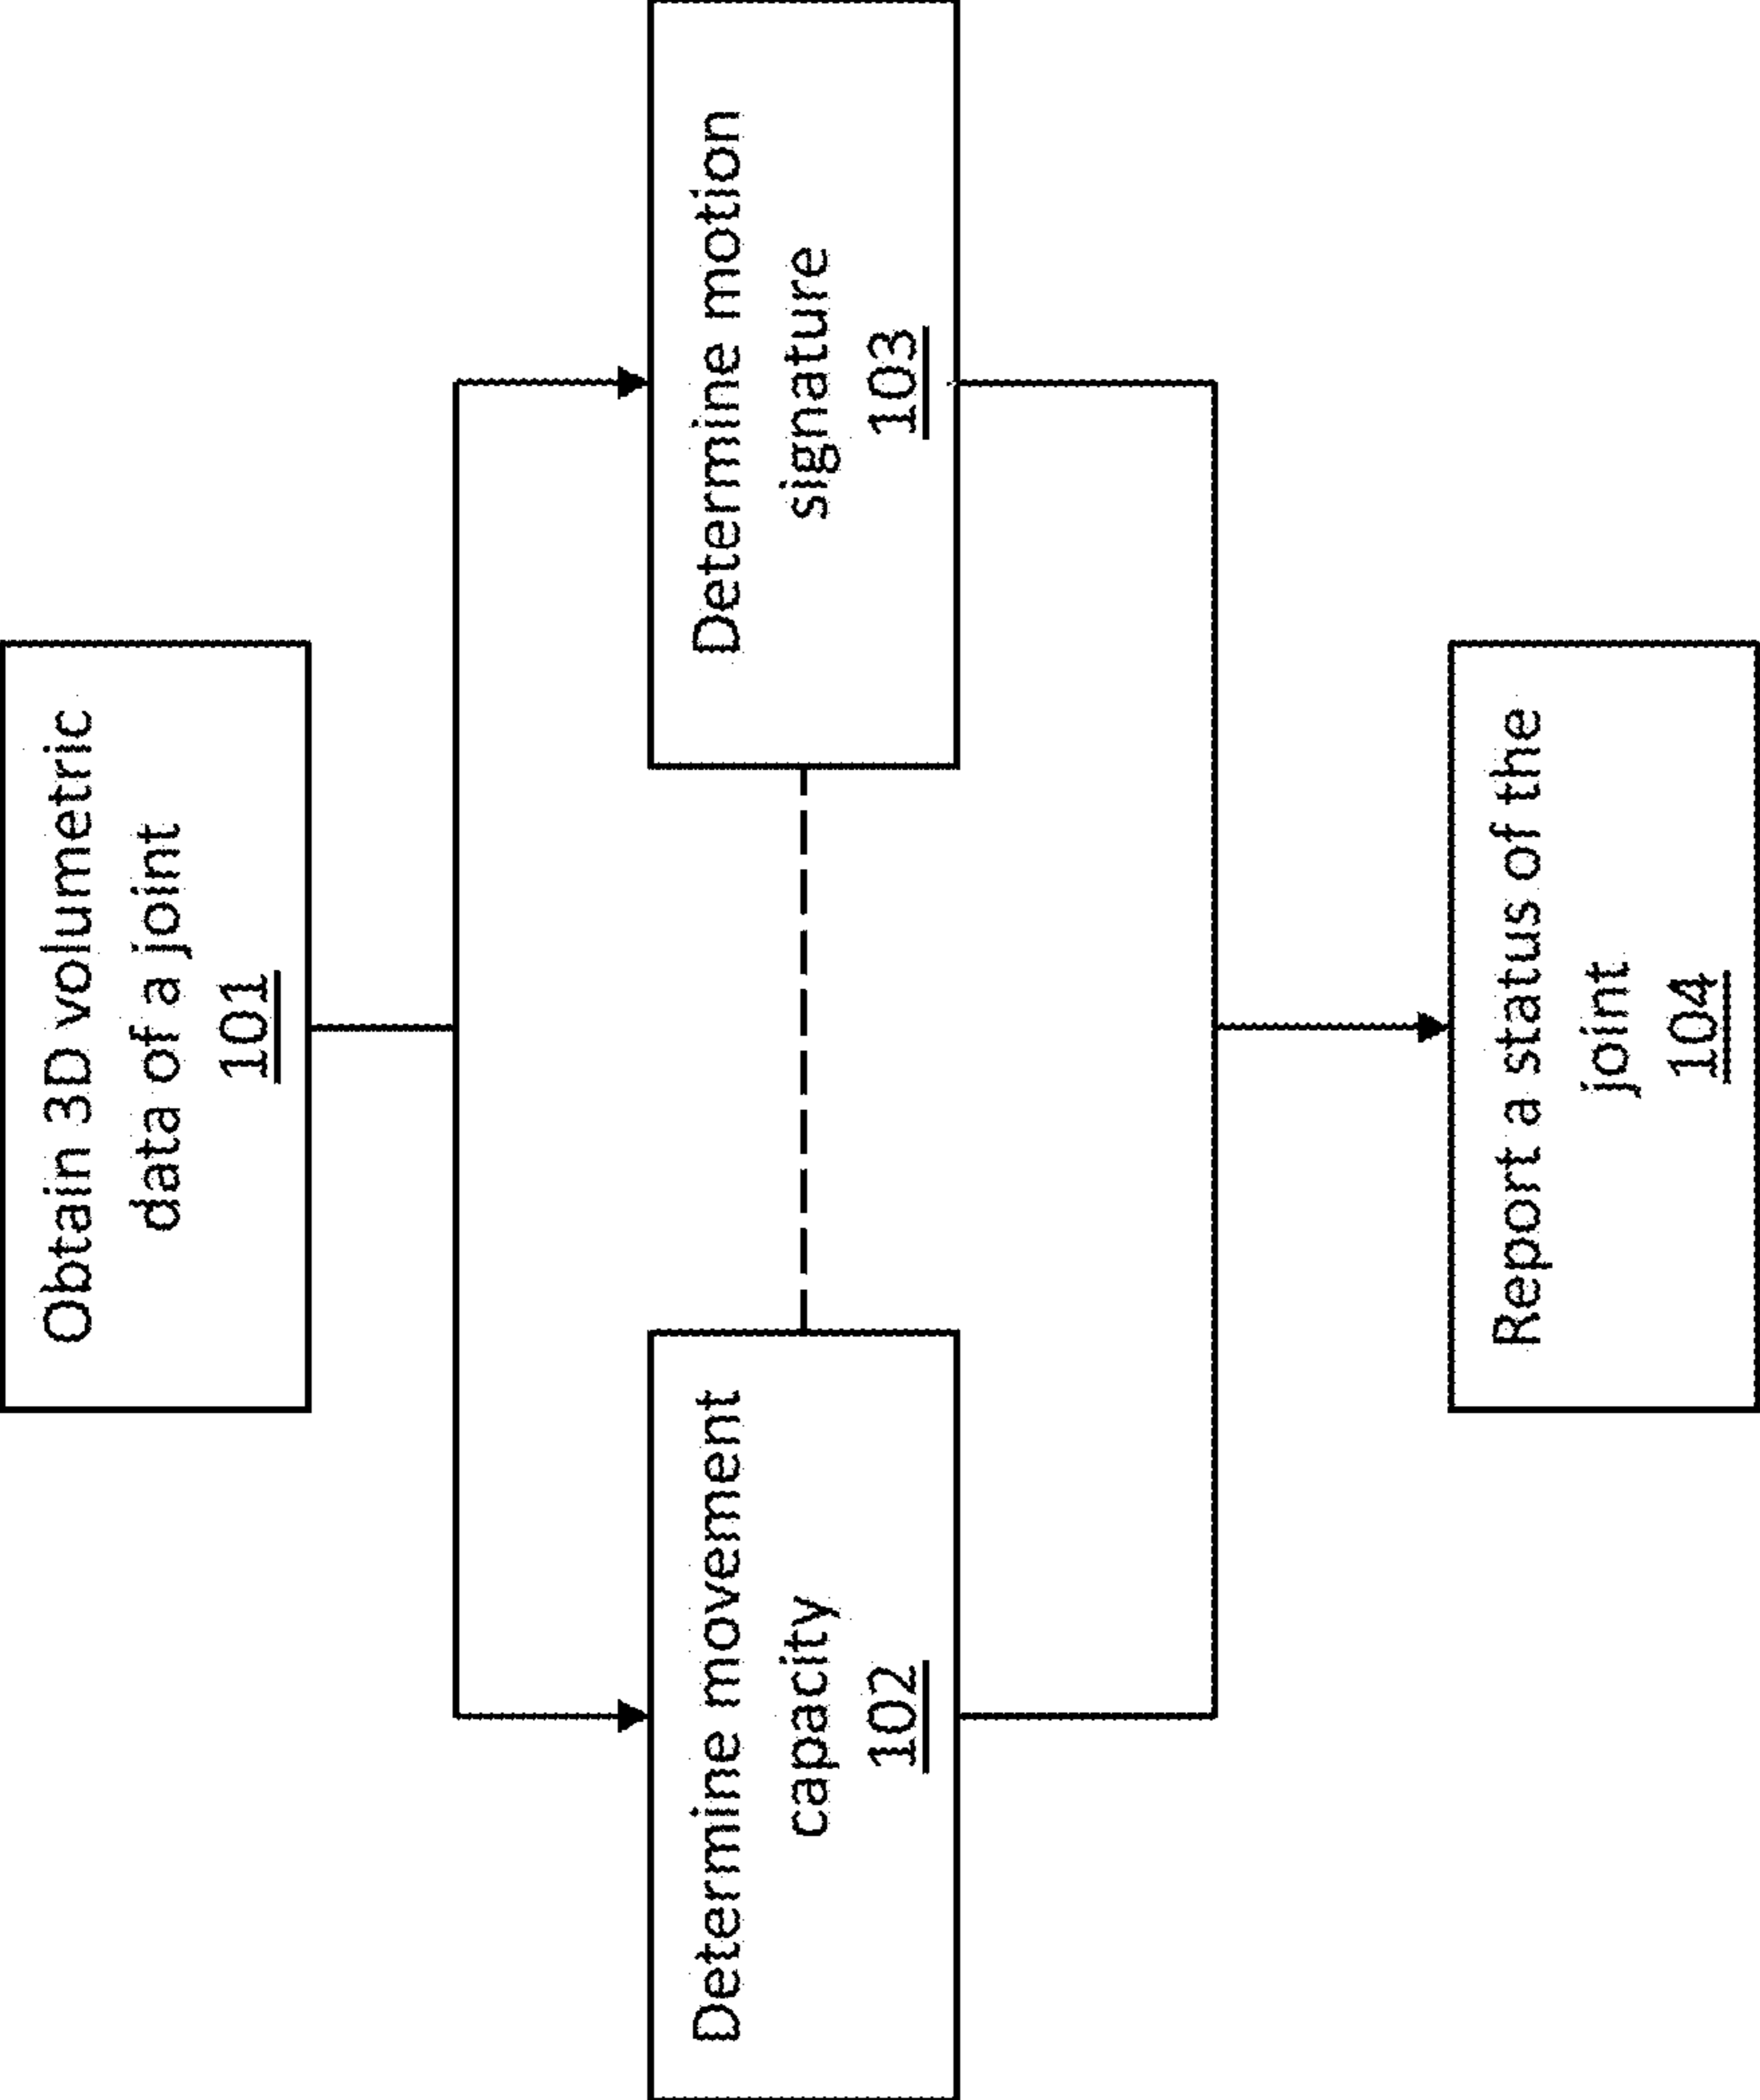 Obtain 3D volumetric
data of a joint
101
Determine movement
capacity
102
Determine motion
signature
103
Report a status of the
joint
104